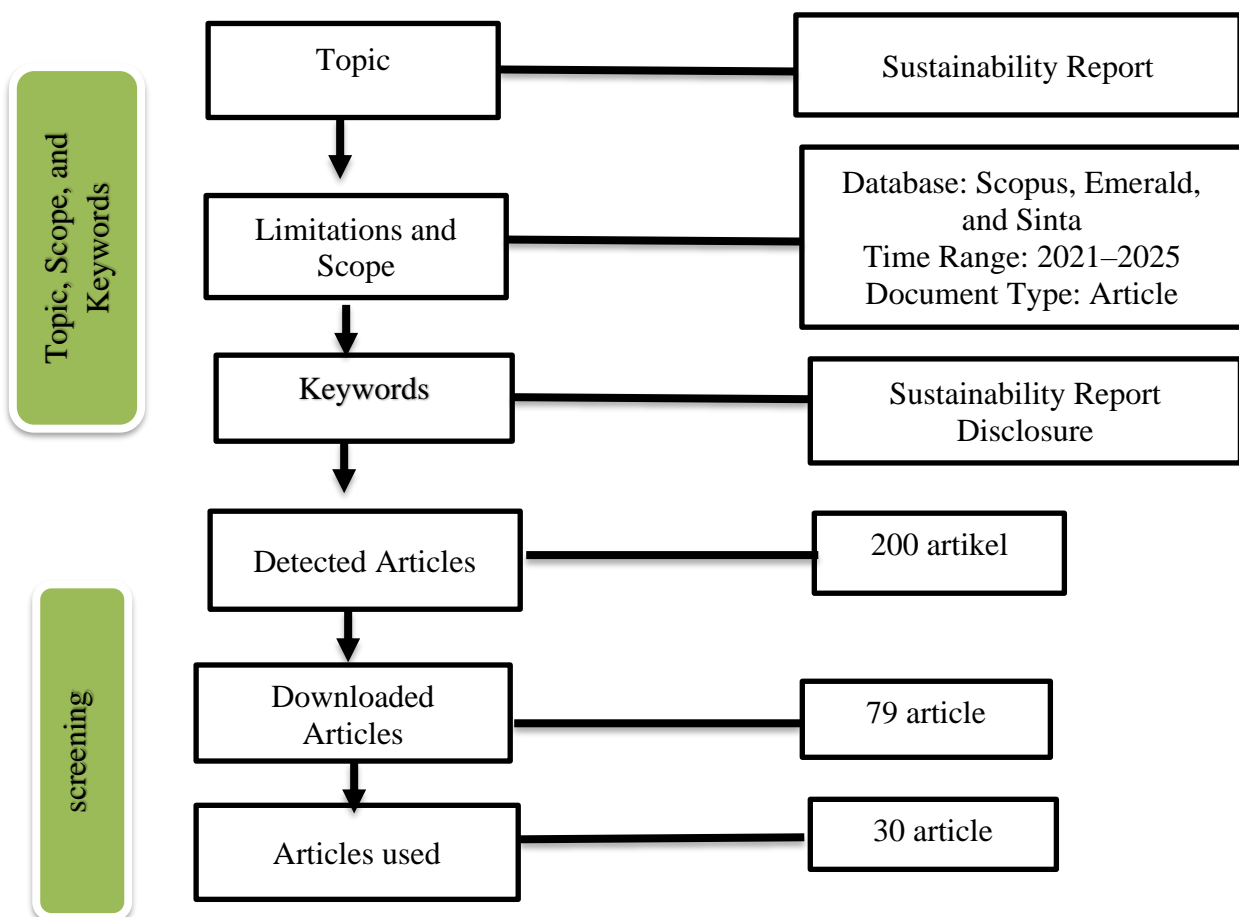 Topic, Scope, and
Keywords
Topic
Sustainability Report
Limitations and
Scope
Database: Scopus, Emerald,
and Sinta
Time Range: 2021–2025
Document Type: Article
Keywords
Sustainability Report
Disclosure
screening
Detected Articles
200 artikel
Downloaded
Articles
79 article
Articles used
30 article